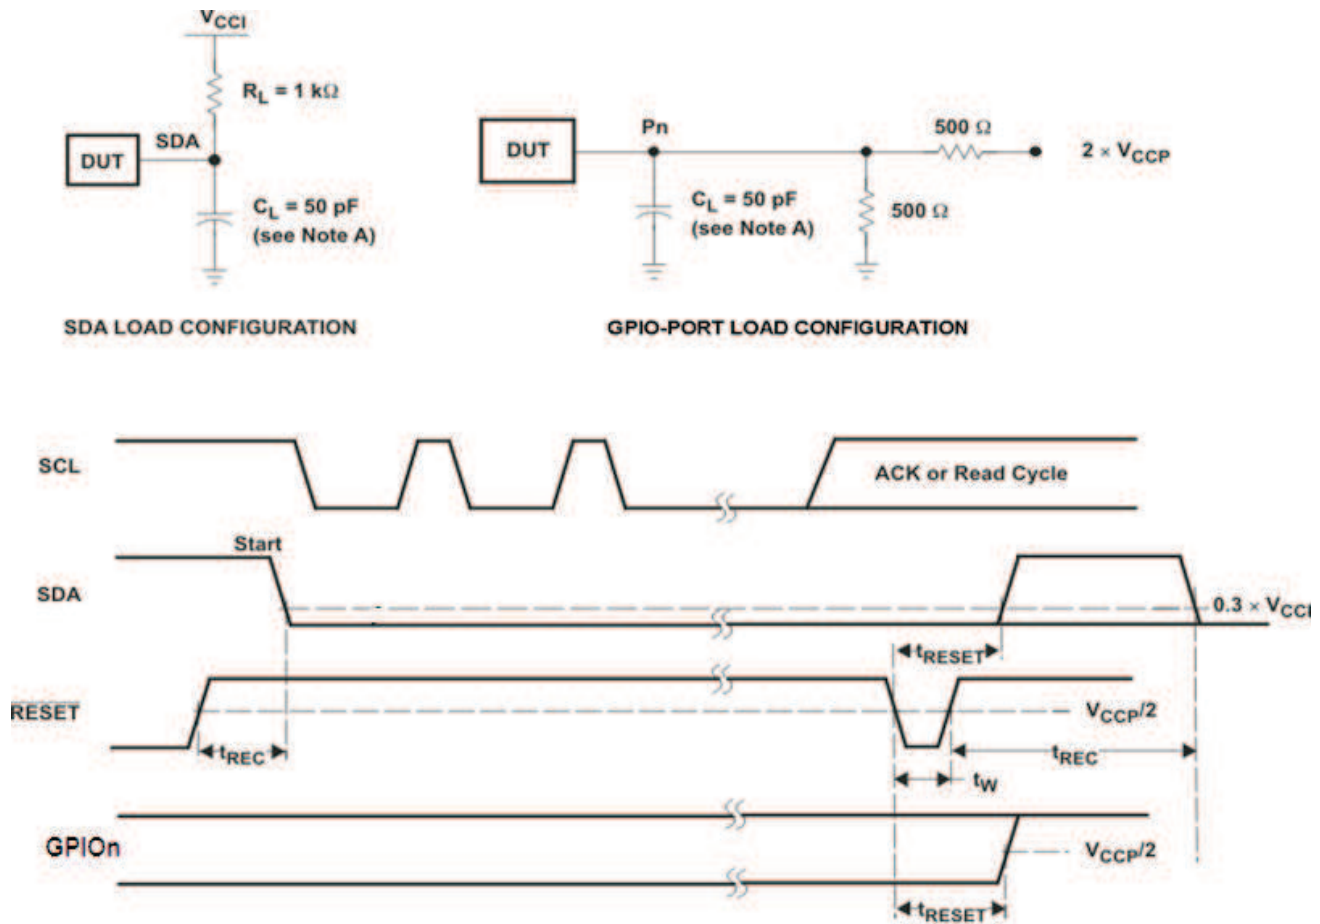 VCCI
RL = 1 kΩ
SDA
DUT
CL = 50 pF
(see Note A)
SDA LOAD CONFIGURATION
DUT
Pn
500 Ω
2 × VCCP
CL = 50 pF
(see Note A)
500 Ω
GPIO-PORT LOAD CONFIGURATION
SCL
ACK or Read Cycle
Start
SDA
0.3 × VCCI
tRESET
RESET
VCCP/2
tREC
tREC
tW
GPIOn
VCCP/2
tRESET